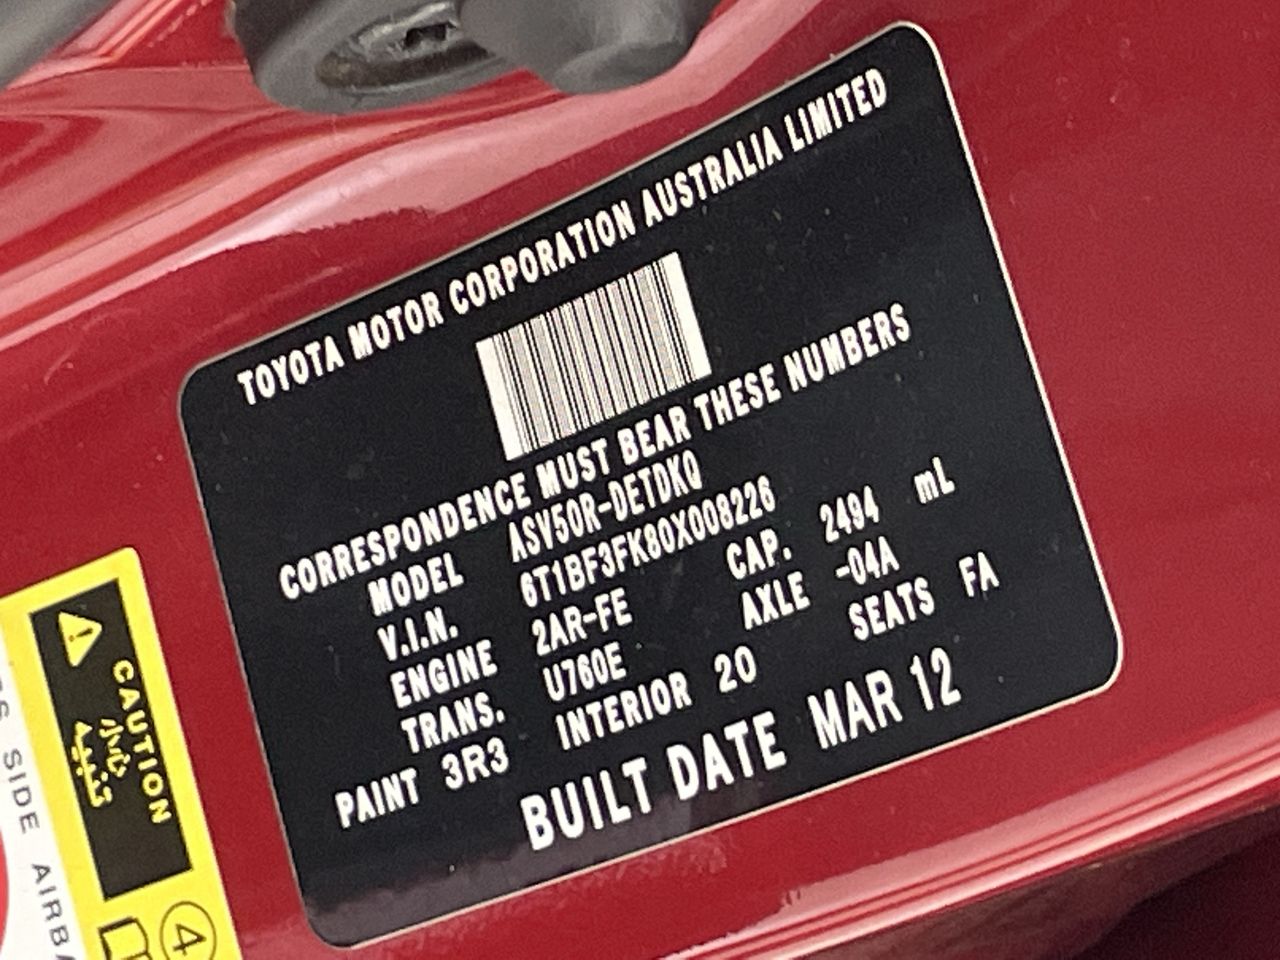 TOYOTA MOTOR CORPORATION AUSTRALIA LIMITED
CORRESPONDENCE MUST BEAR THESE NUMBERS
MODEL ASV50R-DETDKQ
V.I.N. 6T1BF3FK80X008226
ENGINE 2AR-FE CAP. 2494 mL
TRANS. U760E AXLE -04A
PAINT 3R3 INTERIOR 20 SEATS FA
BUILT DATE MAR 12
CAUTION
تنبيه
4
SIDE